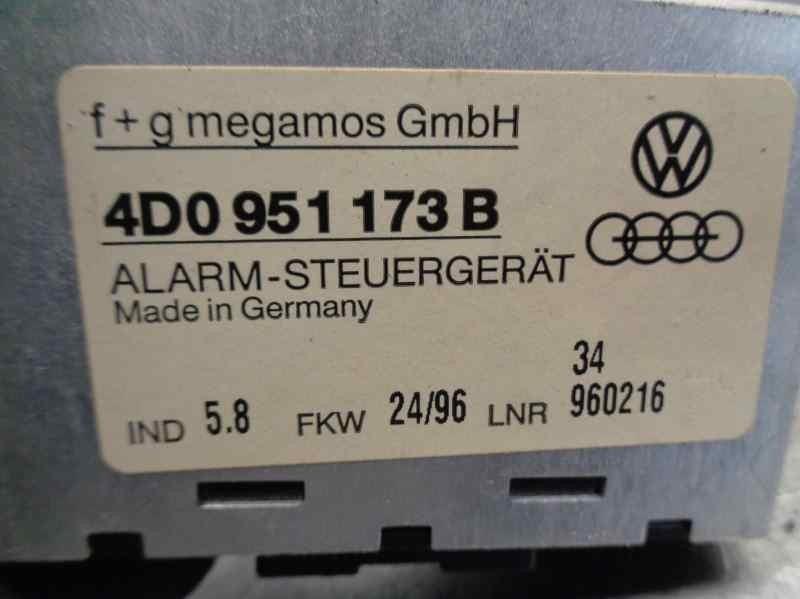 f+g megamos GmbH
4D0 951 173 B
ALARM-STEUERGERÄT
Made in Germany
34
IND 5.8 FKW 24/96 LNR 960216